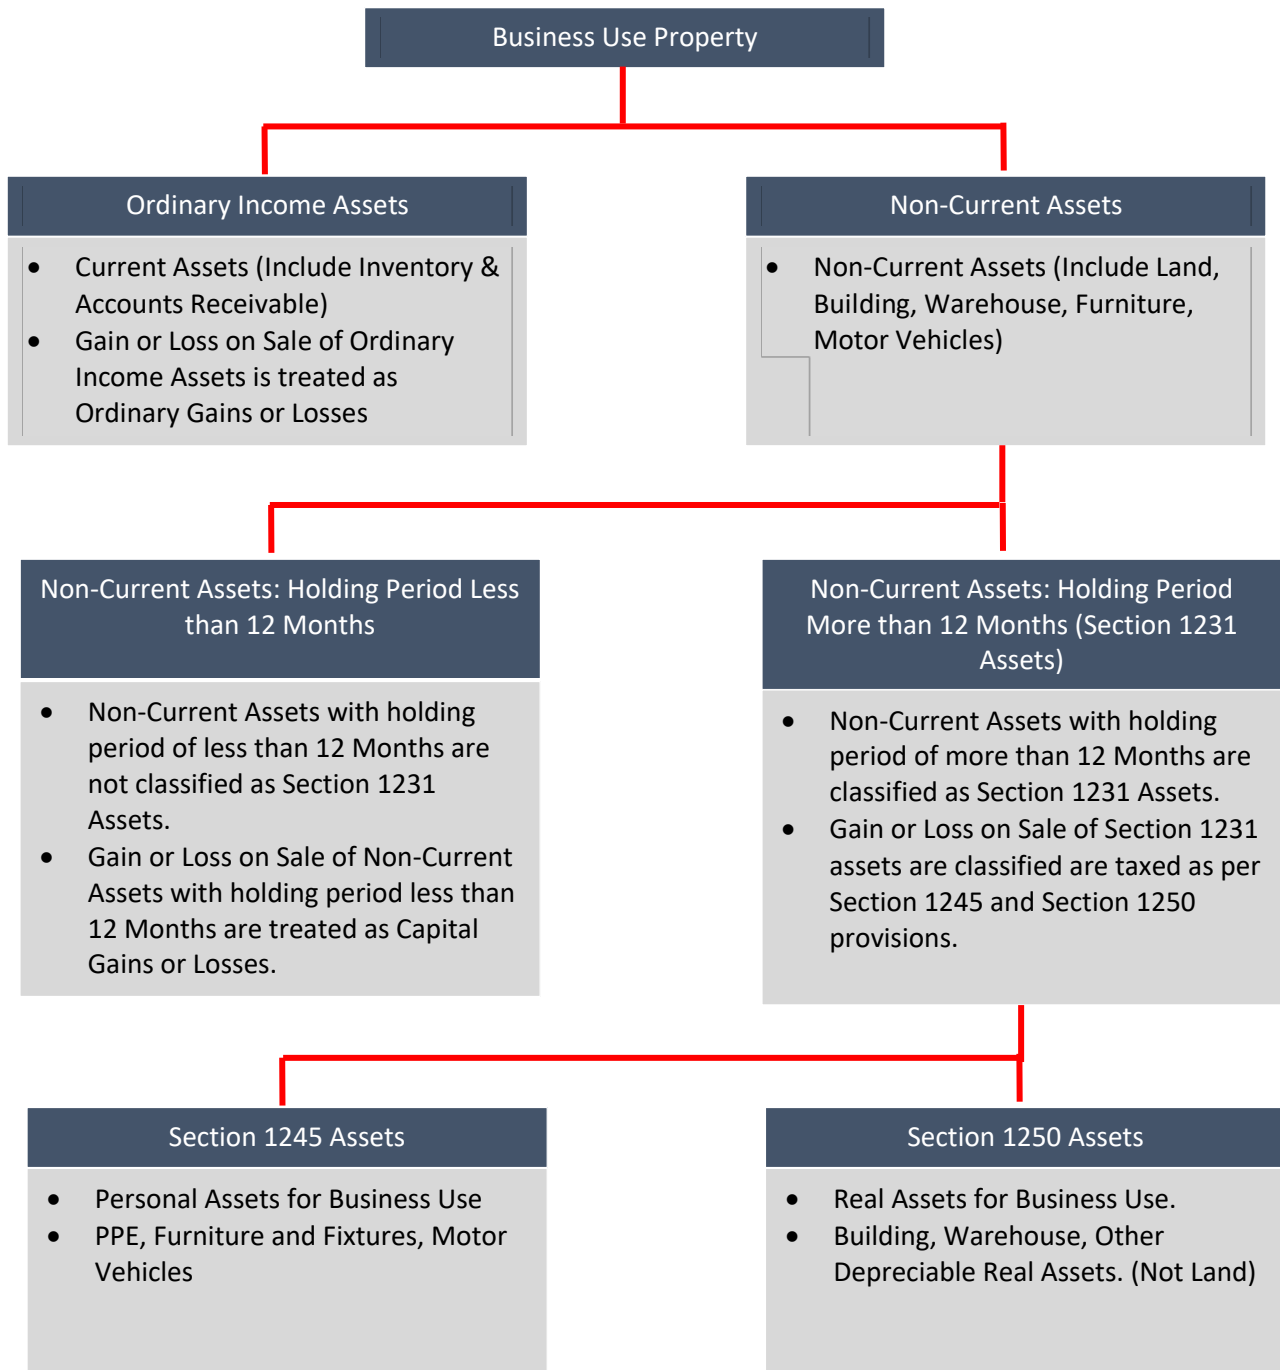 Business Use Property
Ordinary Income Assets
• Current Assets (Include Inventory &
Accounts Receivable)
• Gain or Loss on Sale of Ordinary
Income Assets is treated as
Ordinary Gains or Losses
Non-Current Assets
• Non-Current Assets (Include Land,
Building, Warehouse, Furniture,
Motor Vehicles)
Non-Current Assets: Holding Period Less
than 12 Months
• Non-Current Assets with holding
period of less than 12 Months are
not classified as Section 1231
Assets.
• Gain or Loss on Sale of Non-Current
Assets with holding period less than
12 Months are treated as Capital
Gains or Losses.
Non-Current Assets: Holding Period
More than 12 Months (Section 1231
Assets)
• Non-Current Assets with holding
period of more than 12 Months are
classified as Section 1231 Assets.
• Gain or Loss on Sale of Section 1231
assets are classified are taxed as per
Section 1245 and Section 1250
provisions.
Section 1245 Assets
• Personal Assets for Business Use
• PPE, Furniture and Fixtures, Motor
Vehicles
Section 1250 Assets
• Real Assets for Business Use.
• Building, Warehouse, Other
Depreciable Real Assets. (Not Land)